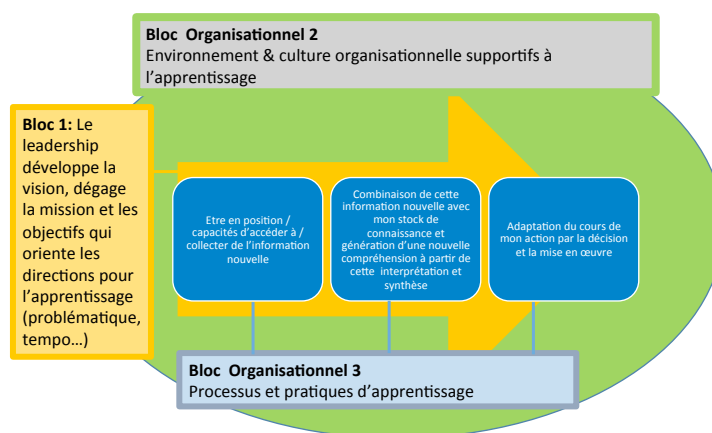 Bloc Organisationnel 2
Environnement & culture organisationnelle supportifs à
l'apprentissage
Bloc 1: Le
leadership
développe la
vision, dégage
la mission et les
objectifs qui
oriente les
directions pour
l'apprentissage
(problématique,
tempo…)
Etre en position /
capacités d'accéder à /
collecter de l'information
nouvelle
Combinaison de cette
information nouvelle avec
mon stock de
connaissance et
génération d'une nouvelle
compréhension à partir de
cette interprétation et
synthèse
Adaptation du cours de
mon action par la décision
et la mise en œuvre
Bloc Organisationnel 3
Processus et pratiques d'apprentissage